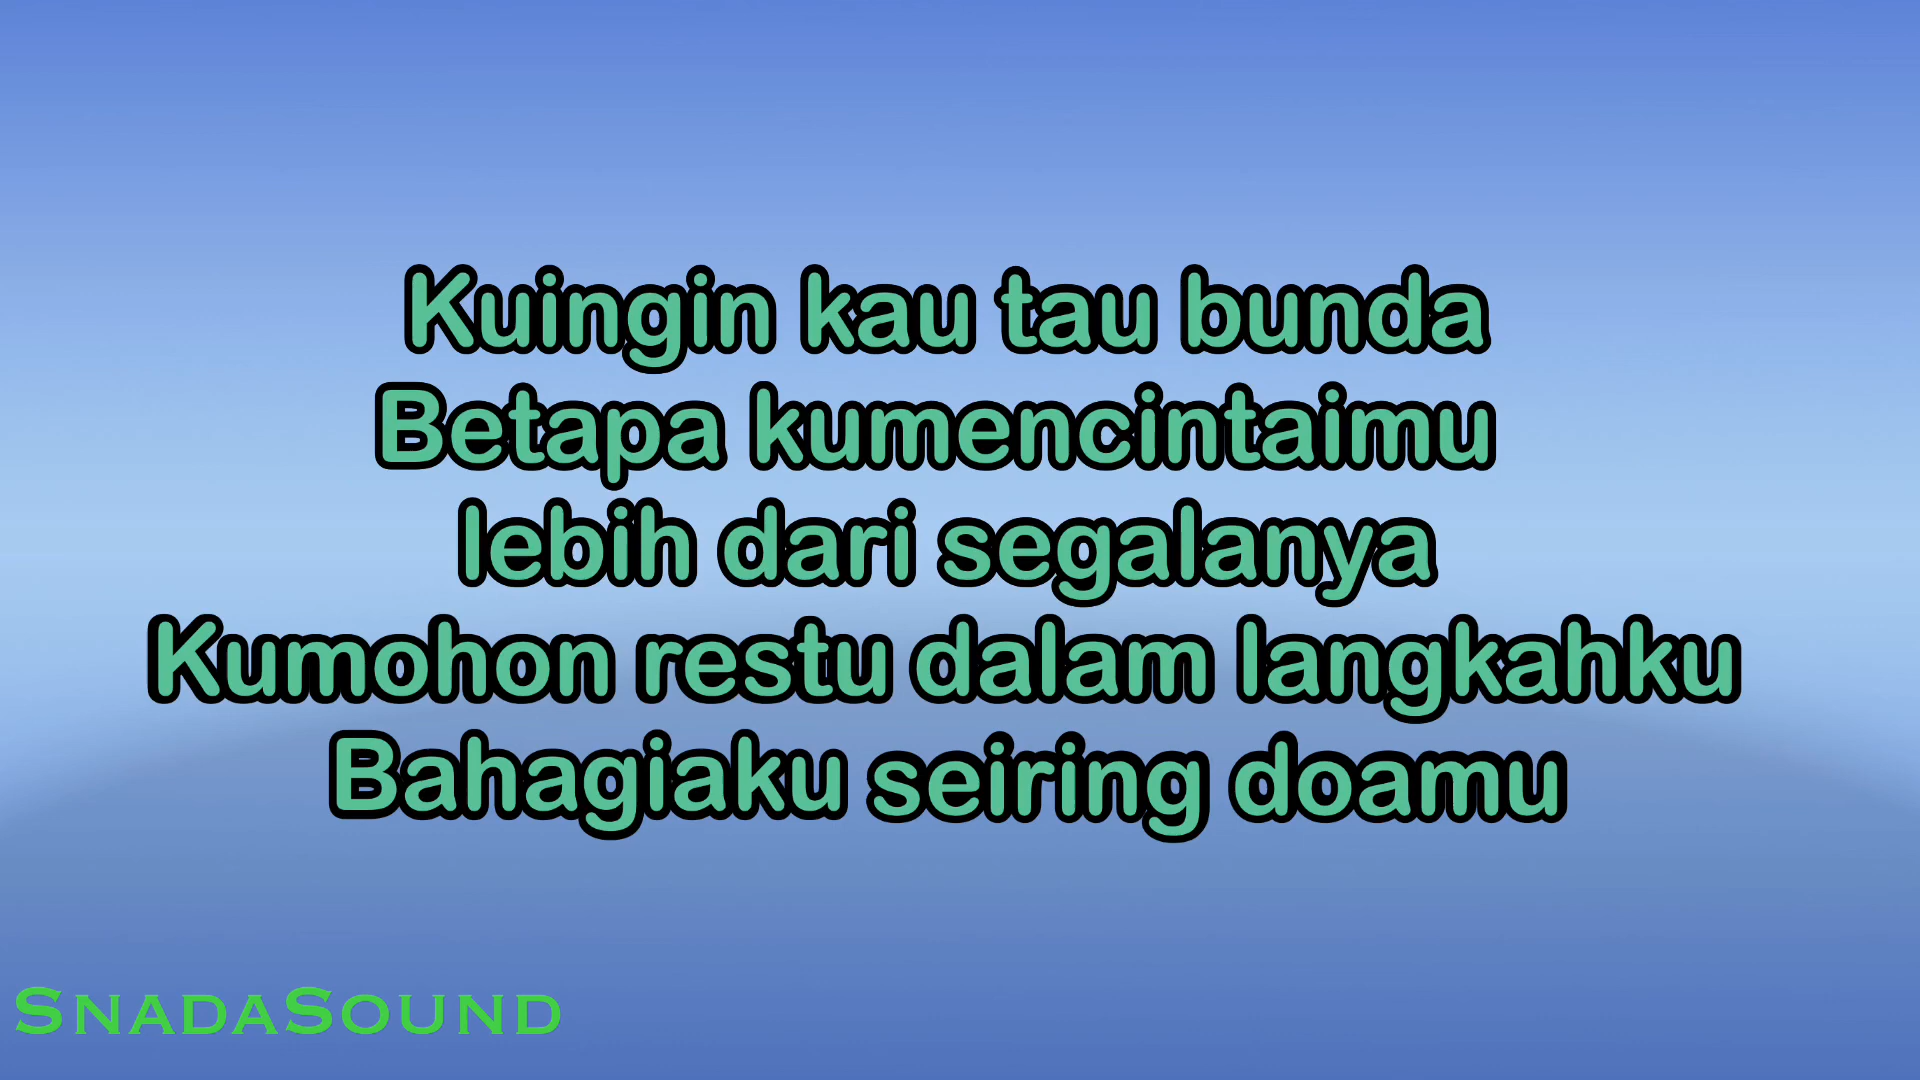 Kuingin kau tau bunda
Betapa kumencintaimu
lebih dari segalanya
Kumohon restu dalam langkahku
Bahagiaku seiring doamu
SnadaSound